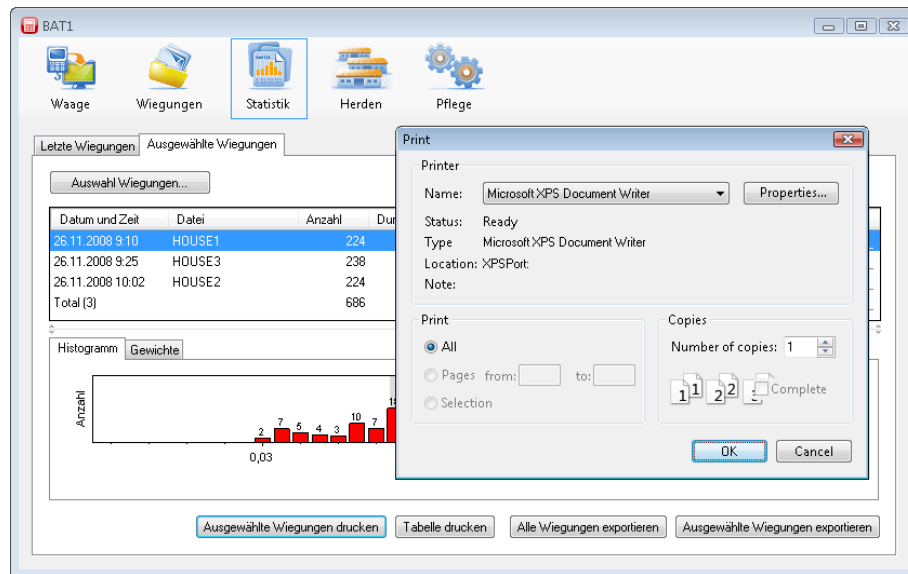 BAT1
Waage
Wiegungen
Statistik
Herden
Pflege
Letzte Wiegungen
Ausgewählte Wiegungen
Auswahl Wiegungen...
Datum und Zeit Datei Anzahl
26.11.2008 9:10 HOUSE1 224
26.11.2008 9:25 HOUSE3 238
26.11.2008 10:02 HOUSE2 224
Total (3) 686
Histogramm
Gewichte
Anzahl
2 7 5 4 3 10 7
0,03
Ausgewählte Wiegungen drucken
Tabelle drucken
Alle Wiegungen exportieren
Ausgewählte Wiegungen exportieren
Print
Printer
Name: Microsoft XPS Document Writer
Properties...
Status: Ready
Type Microsoft XPS Document Writer
Location: XPSPort:
Note:
Print
All
Pages from: to:
Selection
Copies
Number of copies: 1
1 1 2 2
Complete
OK
Cancel